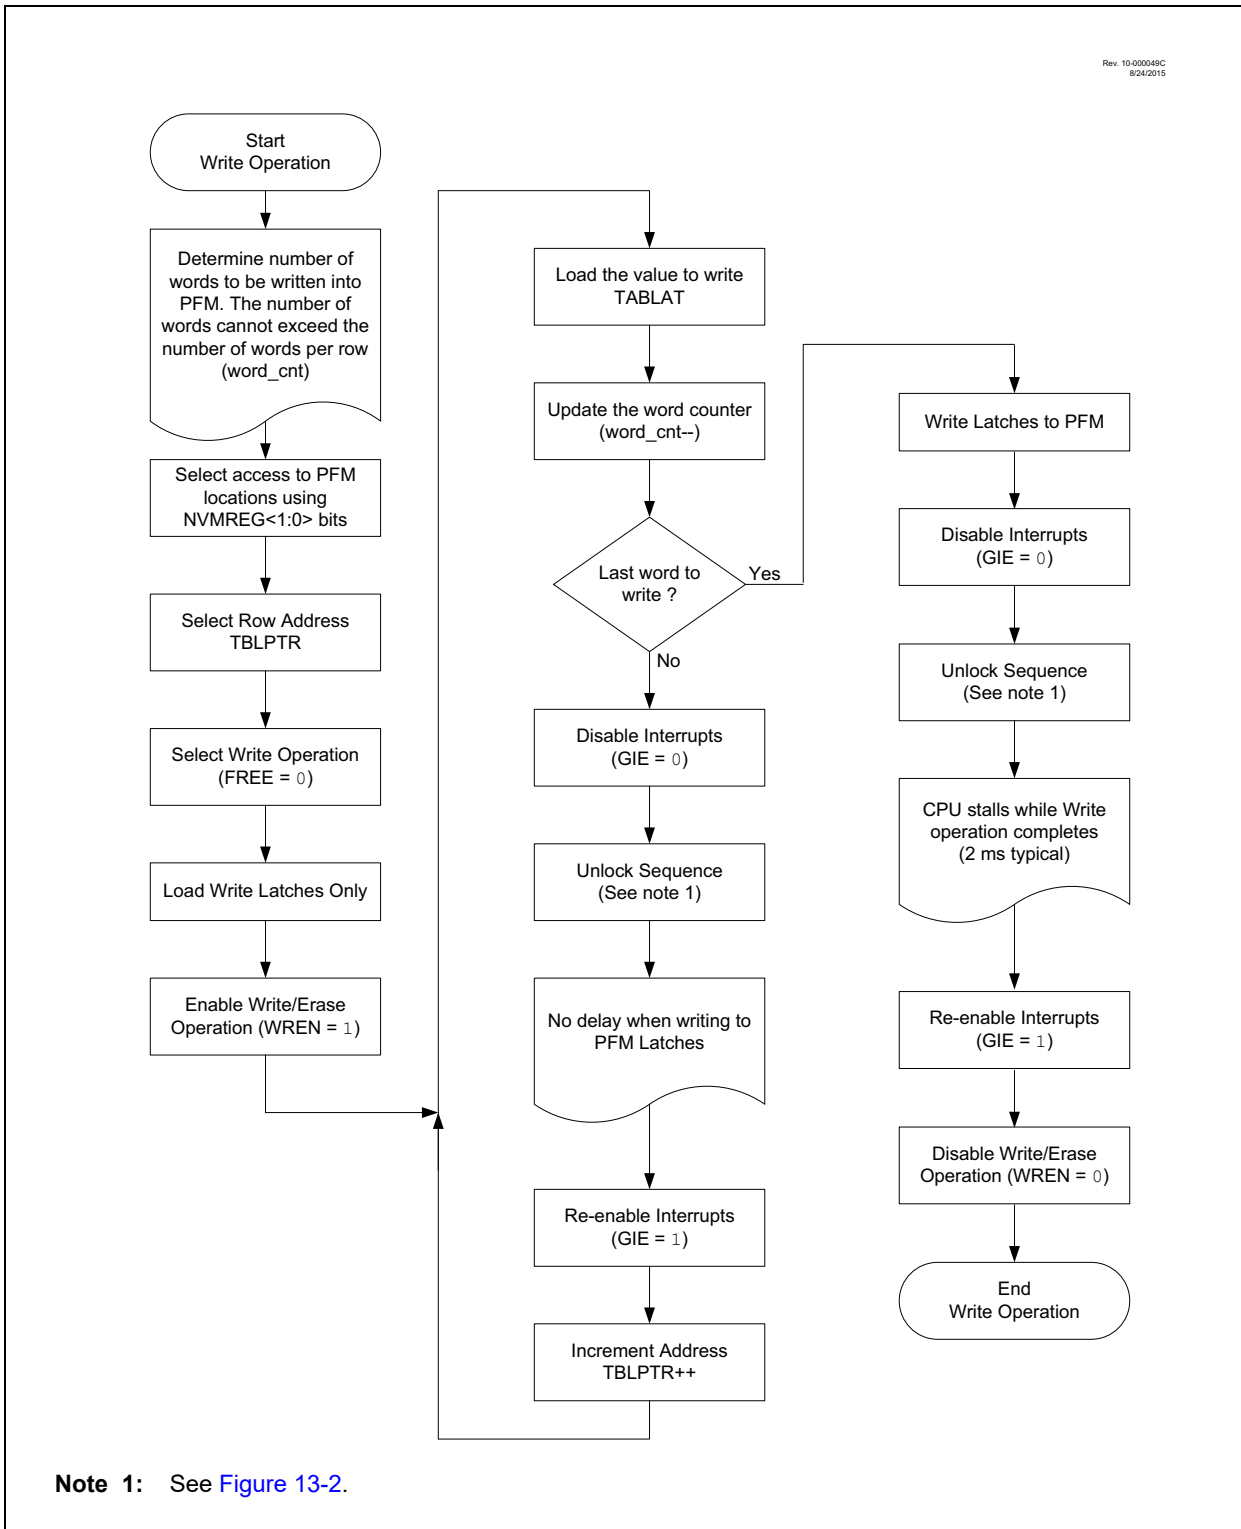 Rev. 10-000049C
8/24/2015
Start
Write Operation
Determine number of
words to be written into
PFM. The number of
words cannot exceed the
number of words per row
(word_cnt)
Select access to PFM
locations using
NVMREG<1:0> bits
Select Row Address
TBLPTR
Select Write Operation
(FREE = 0)
Load Write Latches Only
Enable Write/Erase
Operation (WREN = 1)
Load the value to write
TABLAT
Update the word counter
(word_cnt--)
Last word to
write ?
Yes
No
Disable Interrupts
(GIE = 0)
Unlock Sequence
(See note 1)
No delay when writing to
PFM Latches
Re-enable Interrupts
(GIE = 1)
Increment Address
TBLPTR++
Write Latches to PFM
Disable Interrupts
(GIE = 0)
Unlock Sequence
(See note 1)
CPU stalls while Write
operation completes
(2 ms typical)
Re-enable Interrupts
(GIE = 1)
Disable Write/Erase
Operation (WREN = 0)
End
Write Operation
Note 1: See Figure 13-2.